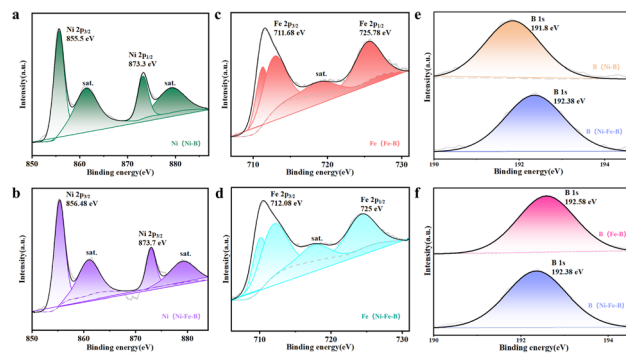 a
Ni 2p3/2
855.5 eV
Ni 2p1/2
873.3 eV
sat.
sat.
Intensity(a.u.)
Ni (Ni-B)
850
860
870
880
Binding energy(eV)
c
Fe 2p3/2
711.68 eV
Fe 2p1/2
725.78 eV
sat.
Intensity(a.u.)
Fe (Fe-B)
710
720
730
Binding energy(eV)
e
B 1s
191.8 eV
B (Ni-B)
B 1s
192.38 eV
B (Ni-Fe-B)
Intensity(a.u.)
190
192
194
Binding energy(eV)
b
Ni 2p3/2
856.48 eV
Ni 2p1/2
873.7 eV
sat.
sat.
Intensity(a.u.)
Ni (Ni-Fe-B)
850
860
870
880
Binding energy(eV)
d
Fe 2p3/2
712.08 eV
Fe 2p1/2
725 eV
sat.
Intensity(a.u.)
Fe (Ni-Fe-B)
710
720
730
Binding energy(eV)
f
B 1s
192.58 eV
B (Fe-B)
B 1s
192.38 eV
B (Ni-Fe-B)
Intensity(a.u.)
190
192
194
Binding energy(eV)